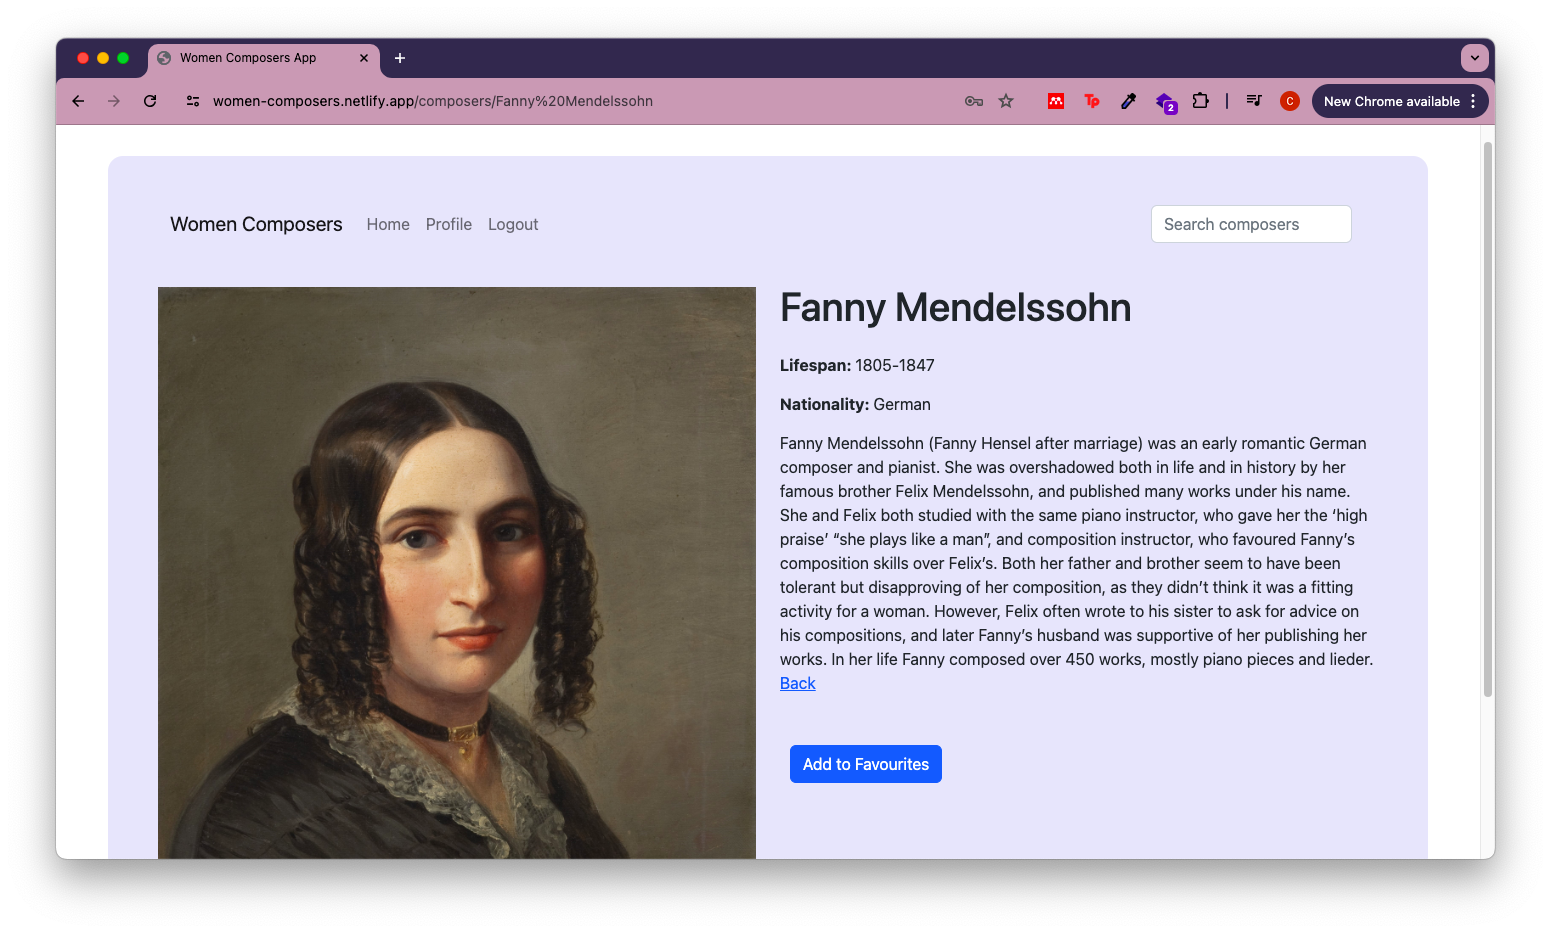 Women Composers App
women-composers.netlify.app/composers/Fanny%20Mendelssohn
Tp
2
C
New Chrome available
Women Composers
Home
Profile
Logout
Search composers
Fanny Mendelssohn
Lifespan: 1805-1847
Nationality: German
Fanny Mendelssohn (Fanny Hensel after marriage) was an early romantic German
composer and pianist. She was overshadowed both in life and in history by her
famous brother Felix Mendelssohn, and published many works under his name.
She and Felix both studied with the same piano instructor, who gave her the ‘high
praise’ “she plays like a man”, and composition instructor, who favoured Fanny’s
composition skills over Felix’s. Both her father and brother seem to have been
tolerant but disapproving of her composition, as they didn’t think it was a fitting
activity for a woman. However, Felix often wrote to his sister to ask for advice on
his compositions, and later Fanny’s husband was supportive of her publishing her
works. In her life Fanny composed over 450 works, mostly piano pieces and lieder.
Back
Add to Favourites